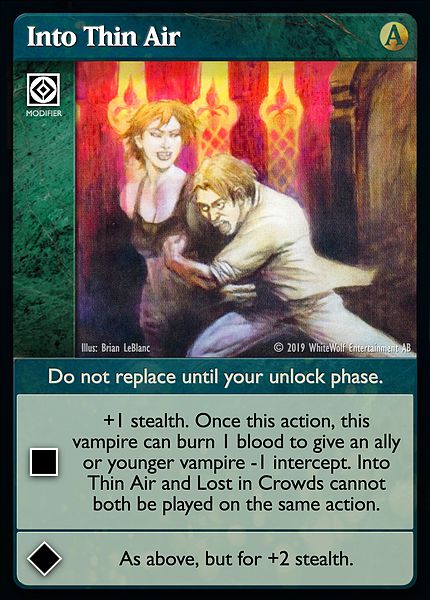 Into Thin Air
A
MODIFIER
Illus: Brian LeBlanc
© 2019 WhiteWolf Entertainment AB
Do not replace until your unlock phase.
+1 stealth. Once this action, this
vampire can burn 1 blood to give an ally
or younger vampire -1 intercept. Into
Thin Air and Lost in Crowds cannot
both be played on the same action.
As above, but for +2 stealth.